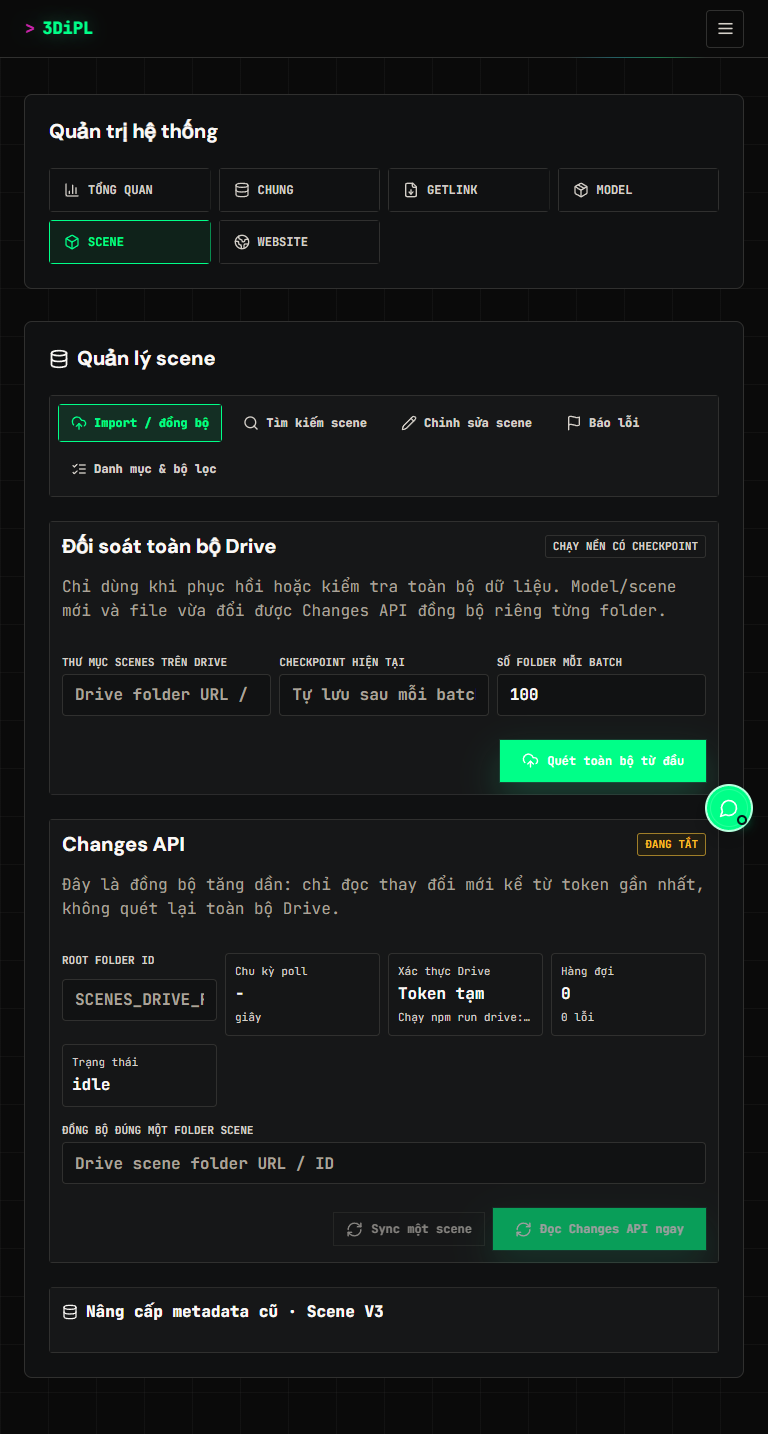 > 3DiPL
Quản trị hệ thống
TỔNG QUAN
CHUNG
GETLINK
MODEL
SCENE
WEBSITE
Quản lý scene
Import / đồng bộ
Tìm kiếm scene
Chỉnh sửa scene
Báo lỗi
Danh mục & bộ lọc
Đối soát toàn bộ Drive
CHẠY NỀN CÓ CHECKPOINT
Chỉ dùng khi phục hồi hoặc kiểm tra toàn bộ dữ liệu. Model/scene
mới và file vừa đổi được Changes API đồng bộ riêng từng folder.
THƯ MỤC SCENES TRÊN DRIVE
CHECKPOINT HIỆN TẠI
SỐ FOLDER MỖI BATCH
Drive folder URL /
Tự lưu sau mỗi batc
100
Quét toàn bộ từ đầu
Changes API
ĐANG TẮT
Đây là đồng bộ tăng dần: chỉ đọc thay đổi mới kể từ token gần nhất,
không quét lại toàn bộ Drive.
ROOT FOLDER ID
SCENES_DRIVE_F
Chu kỳ poll
-
giây
Xác thực Drive
Token tạm
Chạy npm run drive:…
Hàng đợi
0
0 lỗi
Trạng thái
idle
ĐỒNG BỘ ĐÚNG MỘT FOLDER SCENE
Drive scene folder URL / ID
Sync một scene
Đọc Changes API ngay
Nâng cấp metadata cũ · Scene V3